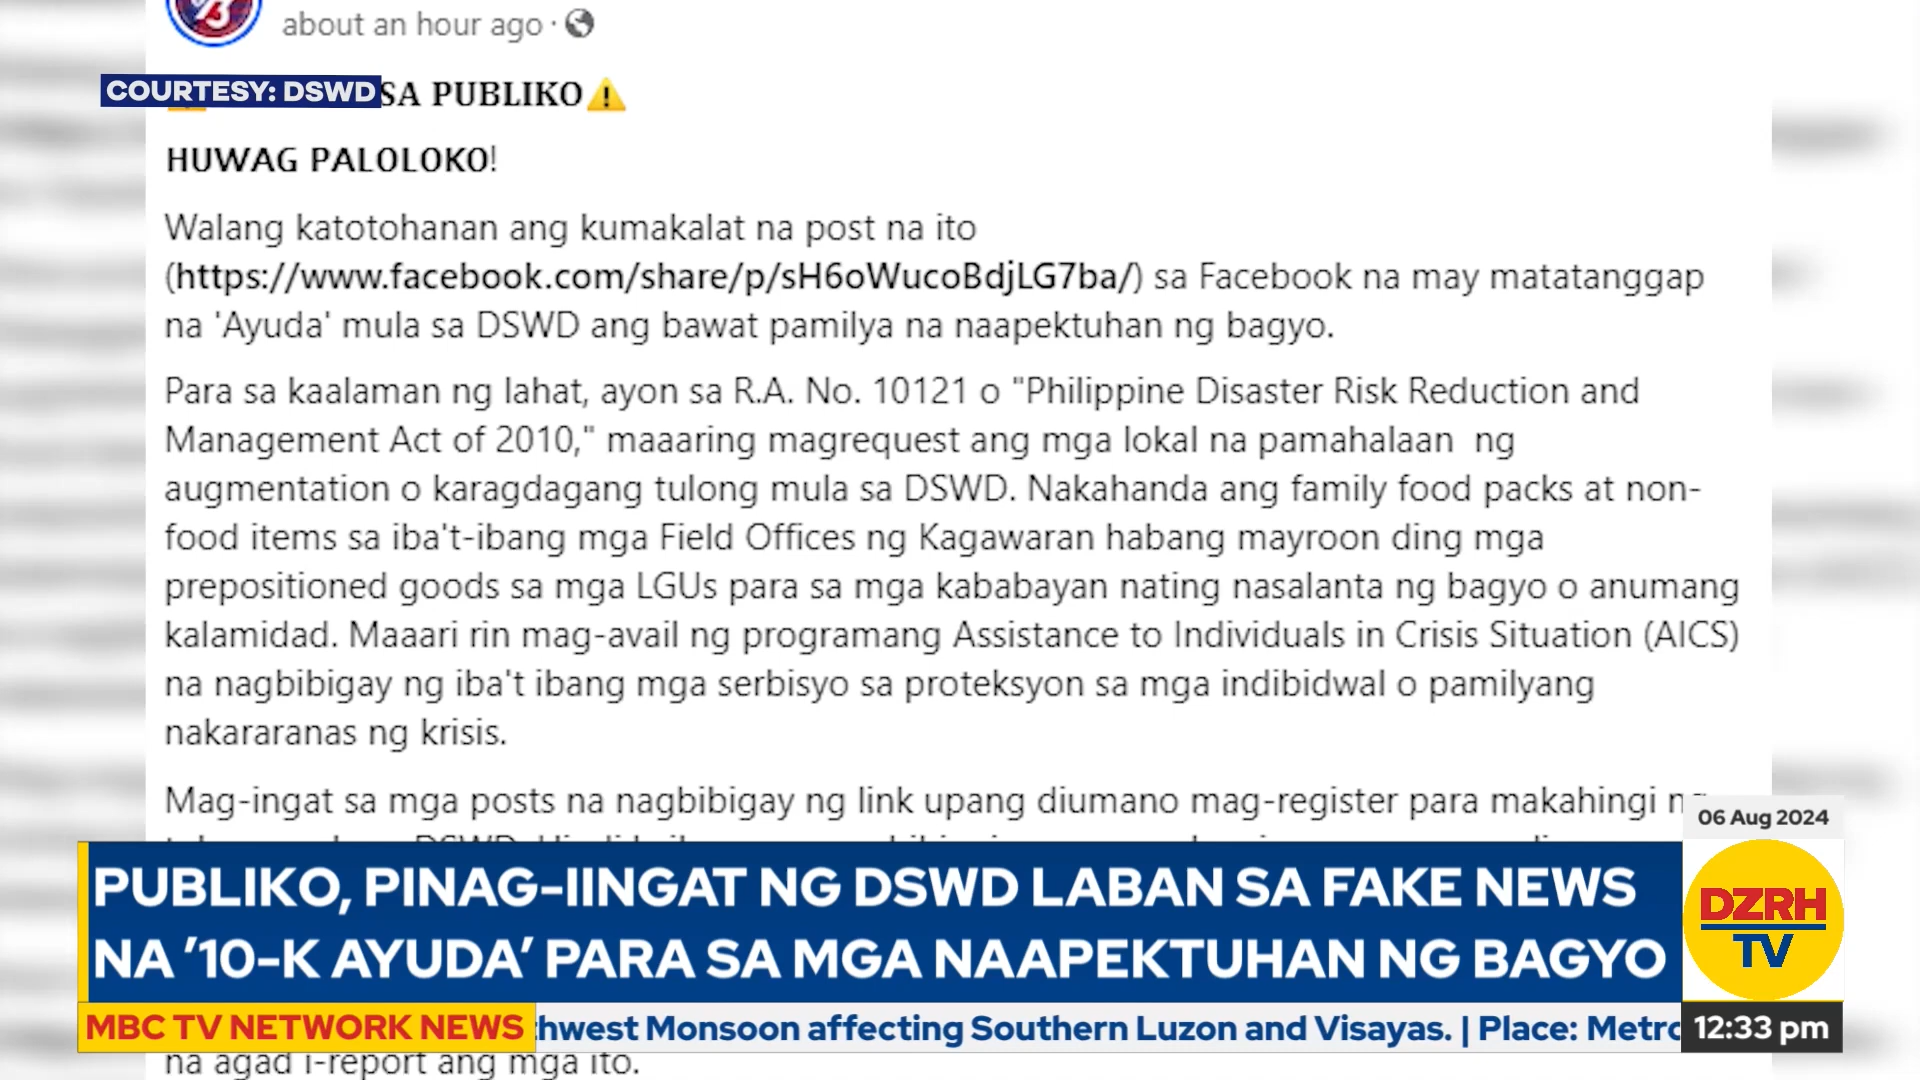 about an hour ago ·
COURTESY: DSWD
SA PUBLIKO⚠️
HUWAG PALOLOKO!
Walang katotohanan ang kumakalat na post na ito
(https://www.facebook.com/share/p/sH6oWucoBdjLG7ba/) sa Facebook na may matatanggap
na 'Ayuda' mula sa DSWD ang bawat pamilya na naapektuhan ng bagyo.
Para sa kaalaman ng lahat, ayon sa R.A. No. 10121 o "Philippine Disaster Risk Reduction and
Management Act of 2010," maaaring magrequest ang mga lokal na pamahalaan  ng
augmentation o karagdagang tulong mula sa DSWD. Nakahanda ang family food packs at non-
food items sa iba't-ibang mga Field Offices ng Kagawaran habang mayroon ding mga
prepositioned goods sa mga LGUs para sa mga kababayan nating nasalanta ng bagyo o anumang
kalamidad. Maaari rin mag-avail ng programang Assistance to Individuals in Crisis Situation (AICS)
na nagbibigay ng iba't ibang mga serbisyo sa proteksyon sa mga indibidwal o pamilyang
nakararanas ng krisis.
Mag-ingat sa mga posts na nagbibigay ng link upang diumano mag-register para makahingi ng
06 Aug 2024
PUBLIKO, PINAG-IINGAT NG DSWD LABAN SA FAKE NEWS
NA '10-K AYUDA' PARA SA MGA NAAPEKTUHAN NG BAGYO
DZRH
TV
MBC TV NETWORK NEWS
thwest Monsoon affecting Southern Luzon and Visayas. | Place: Metro
12:33 pm
na agad i-report ang mga ito.